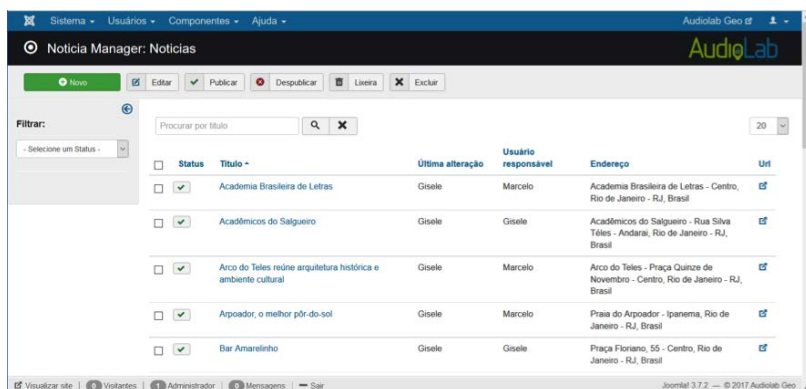 Sistema Usuários Componentes Ajuda Audiolab Geo
Noticia Manager: Noticias AudioLab
Novo Editar Publicar Despublicar Lixeira Excluir
Filtrar:
- Selecione um Status -
Procurar por título 20
Status Título Última alteração Usuário responsável Endereço Url
Academia Brasileira de Letras Gisele Marcelo Academia Brasileira de Letras - Centro,
Rio de Janeiro - RJ, Brasil
Acadêmicos do Salgueiro Gisele Gisele Acadêmicos do Salgueiro - Rua Silva
Téles - Andarai, Rio de Janeiro - RJ,
Brasil
Arco do Teles reúne arquitetura histórica e Gisele Marcelo Arco do Teles - Praça Quinze de
ambiente cultural Novembro - Centro, Rio de Janeiro - RJ,
Brasil
Arpoador, o melhor pôr-do-sol Gisele Marcelo Praia do Arpoador - Ipanema, Rio de
Janeiro - RJ, Brasil
Bar Amarelinho Gisele Gisele Praça Floriano, 55 - Centro, Rio de
Janeiro - RJ, Brasil
Visualizar site | 0 Visitantes | 1 Administrador | 0 Mensagens | Sair Joomla! 3.7.2 — © 2017 Audiolab Geo